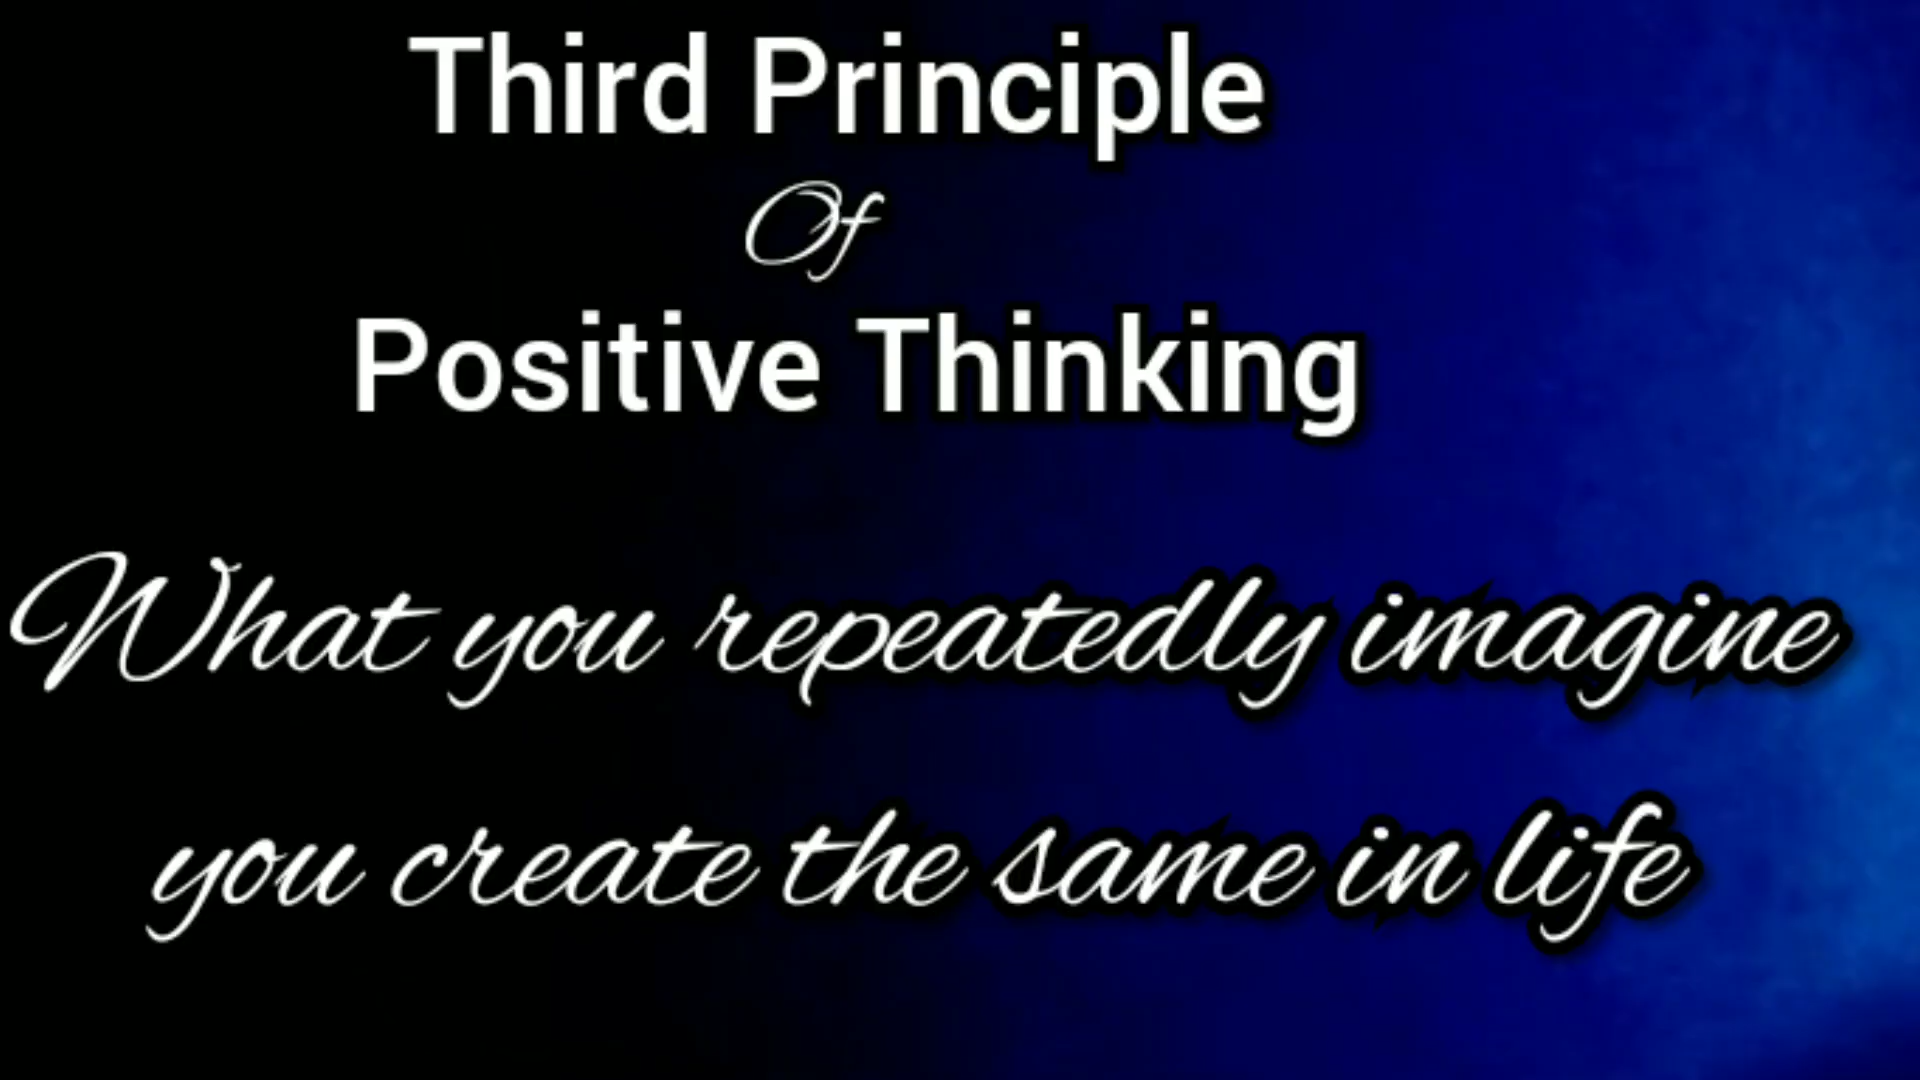 Third Principle
Of
Positive Thinking
What you repeatedly imagine
you create the same in life